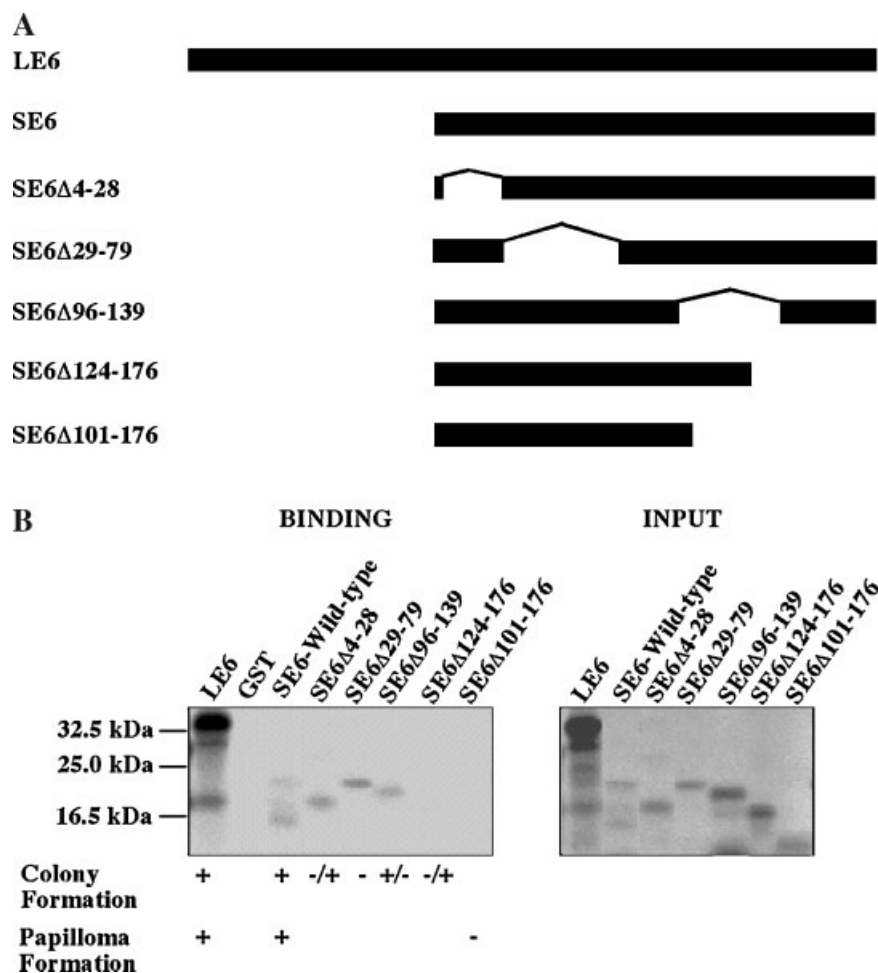 A
LE6
SE6
SE6Δ4-28
SE6Δ29-79
SE6Δ96-139
SE6Δ124-176
SE6Δ101-176
B
BINDING
INPUT
LE6
GST
SE6-Wild-type
SE6Δ4-28
SE6Δ29-79
SE6Δ96-139
SE6Δ124-176
SE6Δ101-176
LE6
SE6-Wild-type
SE6Δ4-28
SE6Δ29-79
SE6Δ96-139
SE6Δ124-176
SE6Δ101-176
32.5 kDa
25.0 kDa
16.5 kDa
Colony + + -/+ - +/- -/+
Formation
Papilloma + + -
Formation